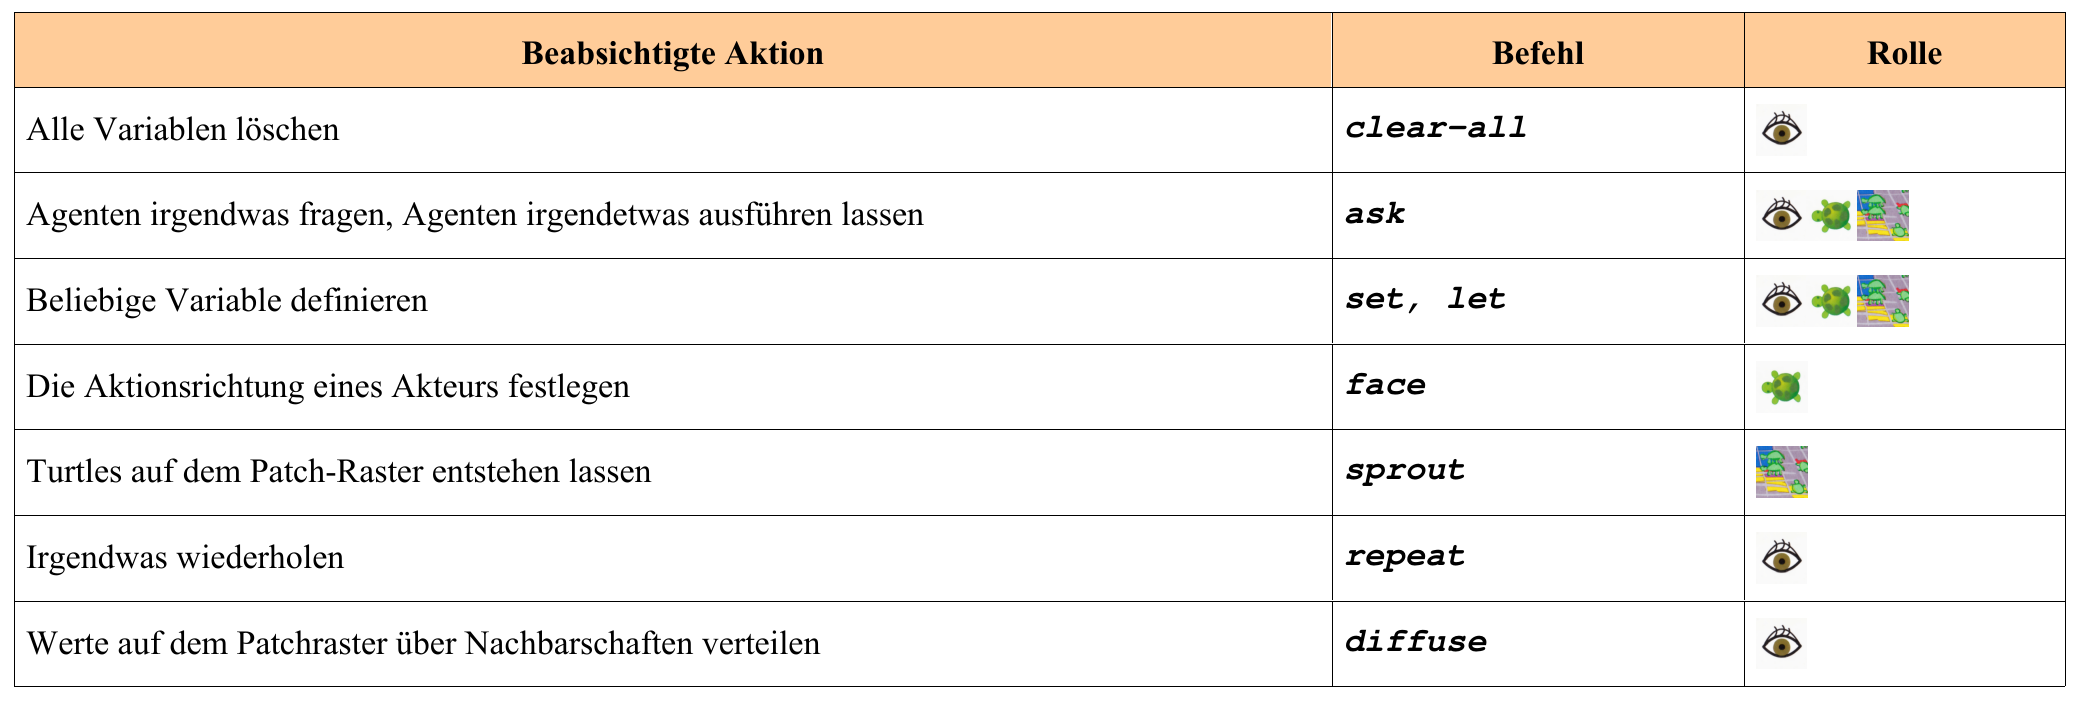 Beabsichtigte Aktion Befehl Rolle
Alle Variablen löschen clear-all
Agenten irgendwas fragen, Agenten irgendetwas ausführen lassen ask
Beliebige Variable definieren set, let
Die Aktionsrichtung eines Akteurs festlegen face
Turtles auf dem Patch-Raster entstehen lassen sprout
Irgendwas wiederholen repeat
Werte auf dem Patchraster über Nachbarschaften verteilen diffuse